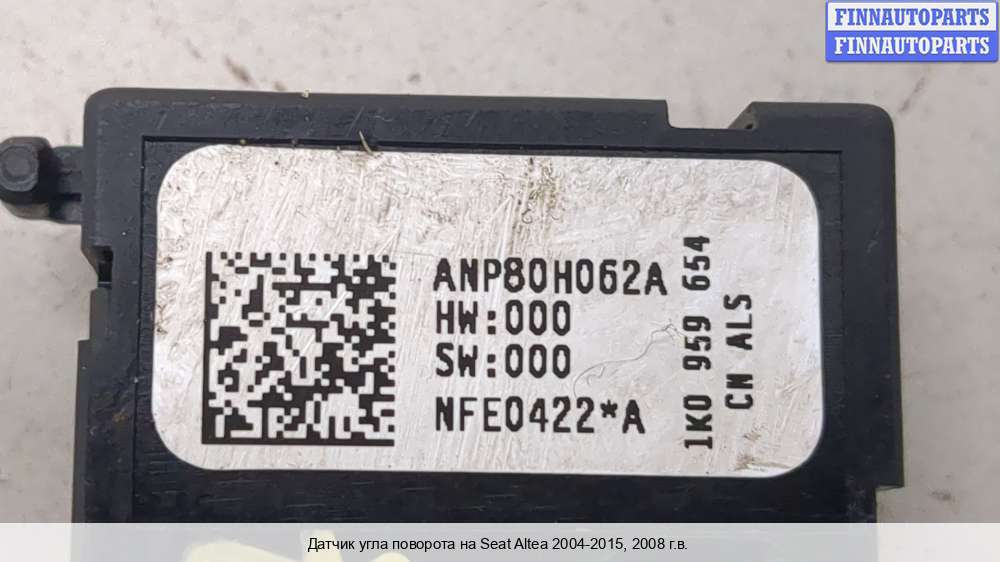 FINNAUTOPARTS
FINNAUTOPARTS
ANP80H062A
HW:000
SW:000
NFE0422*A
1K0 959 654
CN ALS
Датчик угла поворота на Seat Altea 2004-2015, 2008 г.в.